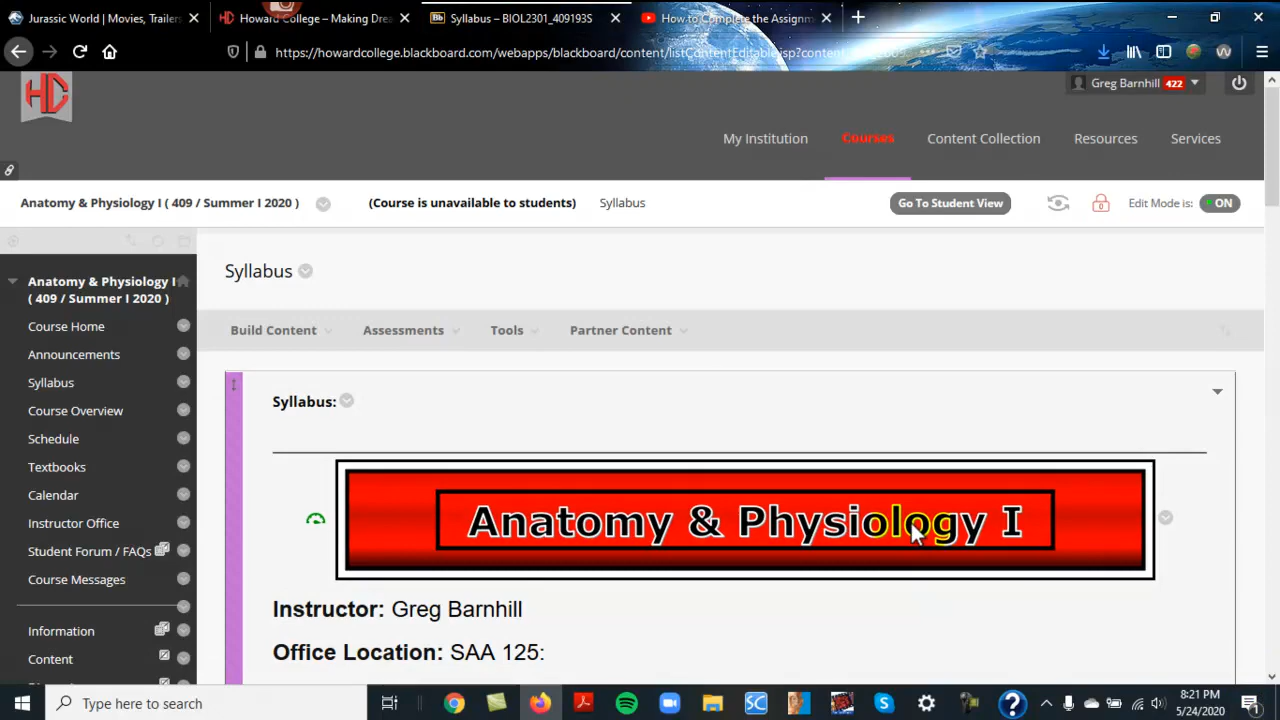 Jurassic World | Movies, Trailers
Howard College – Making Drea
Bb Syllabus – BIOL2301_409193S
How to Complete the Assignm
https://howardcollege.blackboard.com/webapps/blackboard/content/listContentEditable.jsp?content_
HC
Greg Barnhill 422
My Institution
Courses
Content Collection
Resources
Services
Anatomy & Physiology I ( 409 / Summer I 2020 )
(Course is unavailable to students)
Syllabus
Go To Student View
Edit Mode is: ON
Anatomy & Physiology I
( 409 / Summer I 2020 )
Course Home
Announcements
Syllabus
Course Overview
Schedule
Textbooks
Calendar
Instructor Office
Student Forum / FAQs
Course Messages
Information
Content
Syllabus
Build Content
Assessments
Tools
Partner Content
Syllabus:
Anatomy & Physiology I
Instructor: Greg Barnhill
Office Location: SAA 125:
Type here to search
8:21 PM
5/24/2020